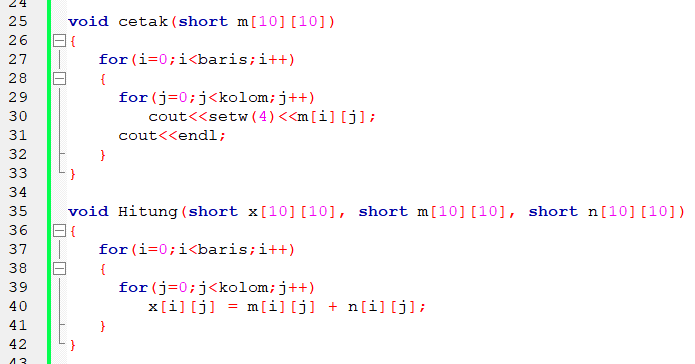 24
25 void cetak(short m[10][10])
26 {
27 for(i=0;i<baris;i++)
28 {
29 for(j=0;j<kolom;j++)
30 cout<<setw(4)<<m[i][j];
31 cout<<endl;
32 }
33 }
34
35 void Hitung(short x[10][10], short m[10][10], short n[10][10])
36 {
37 for(i=0;i<baris;i++)
38 {
39 for(j=0;j<kolom;j++)
40 x[i][j] = m[i][j] + n[i][j];
41 }
42 }
43